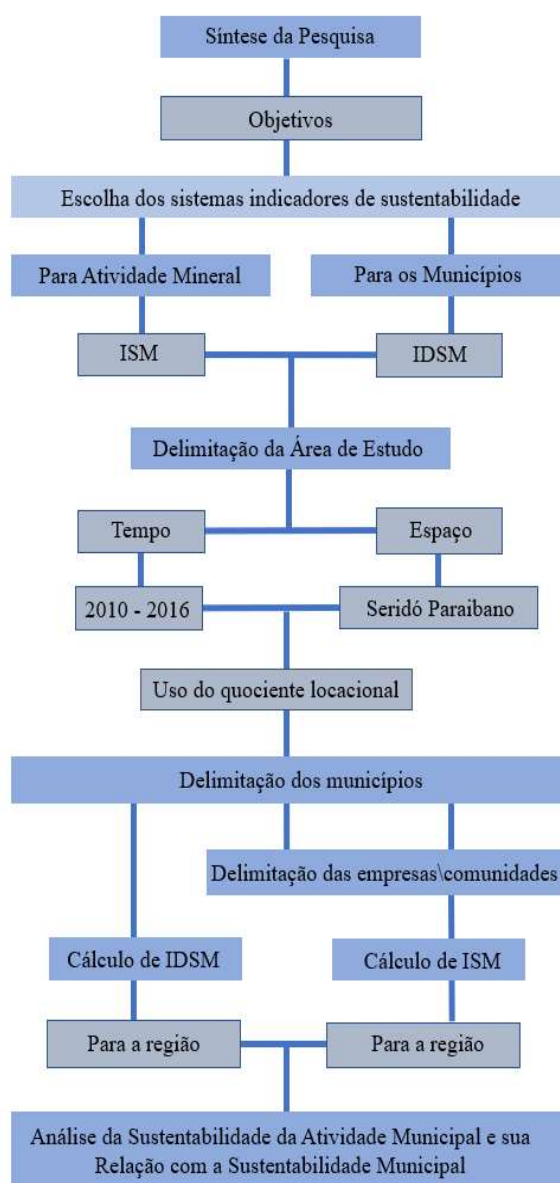 Síntese da Pesquisa
Objetivos
Escolha dos sistemas indicadores de sustentabilidade
Para Atividade Mineral
Para os Municípios
ISM
IDSM
Delimitação da Área de Estudo
Tempo
Espaço
2010 - 2016
Seridó Paraibano
Uso do quociente locacional
Delimitação dos municípios
Delimitação das empresas\comunidades
Cálculo de IDSM
Cálculo de ISM
Para a região
Para a região
Análise da Sustentabilidade da Atividade Municipal e sua
Relação com a Sustentabilidade Municipal